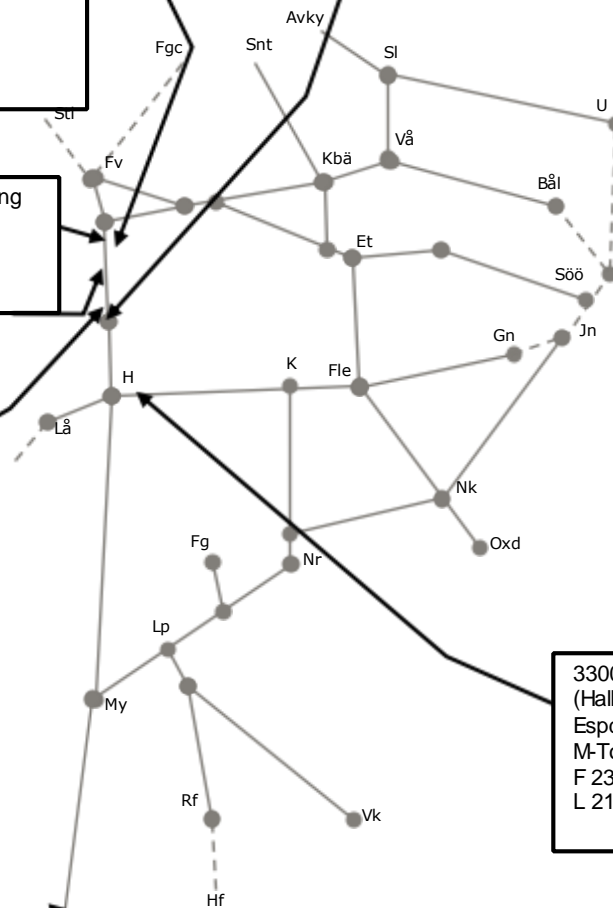 Avky
Fgc
Snt
Sl
U
Stl
Fv
Vå
Kbä
Bål
ng
Et
Söö
Jn
Gn
K
Fle
H
Lå
Nk
Oxd
Fg
Nr
Lp
My
3300
(Hall
Espo
M-To
F 23
L 21
Rf
Vk
Hf